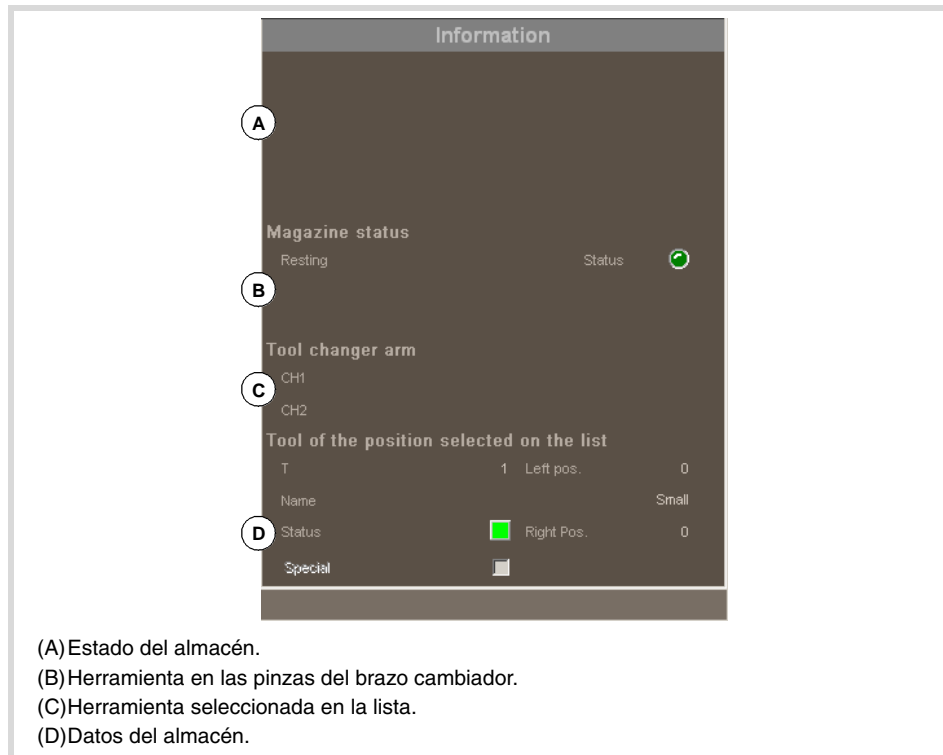 Information
A
Magazine status
Resting Status
B
Tool changer arm
CH1
C
CH2
Tool of the position selected on the list
T 1 Left pos. 0
Name Small
D Status Right Pos. 0
Special
(A)Estado del almacén.
(B)Herramienta en las pinzas del brazo cambiador.
(C)Herramienta seleccionada en la lista.
(D)Datos del almacén.